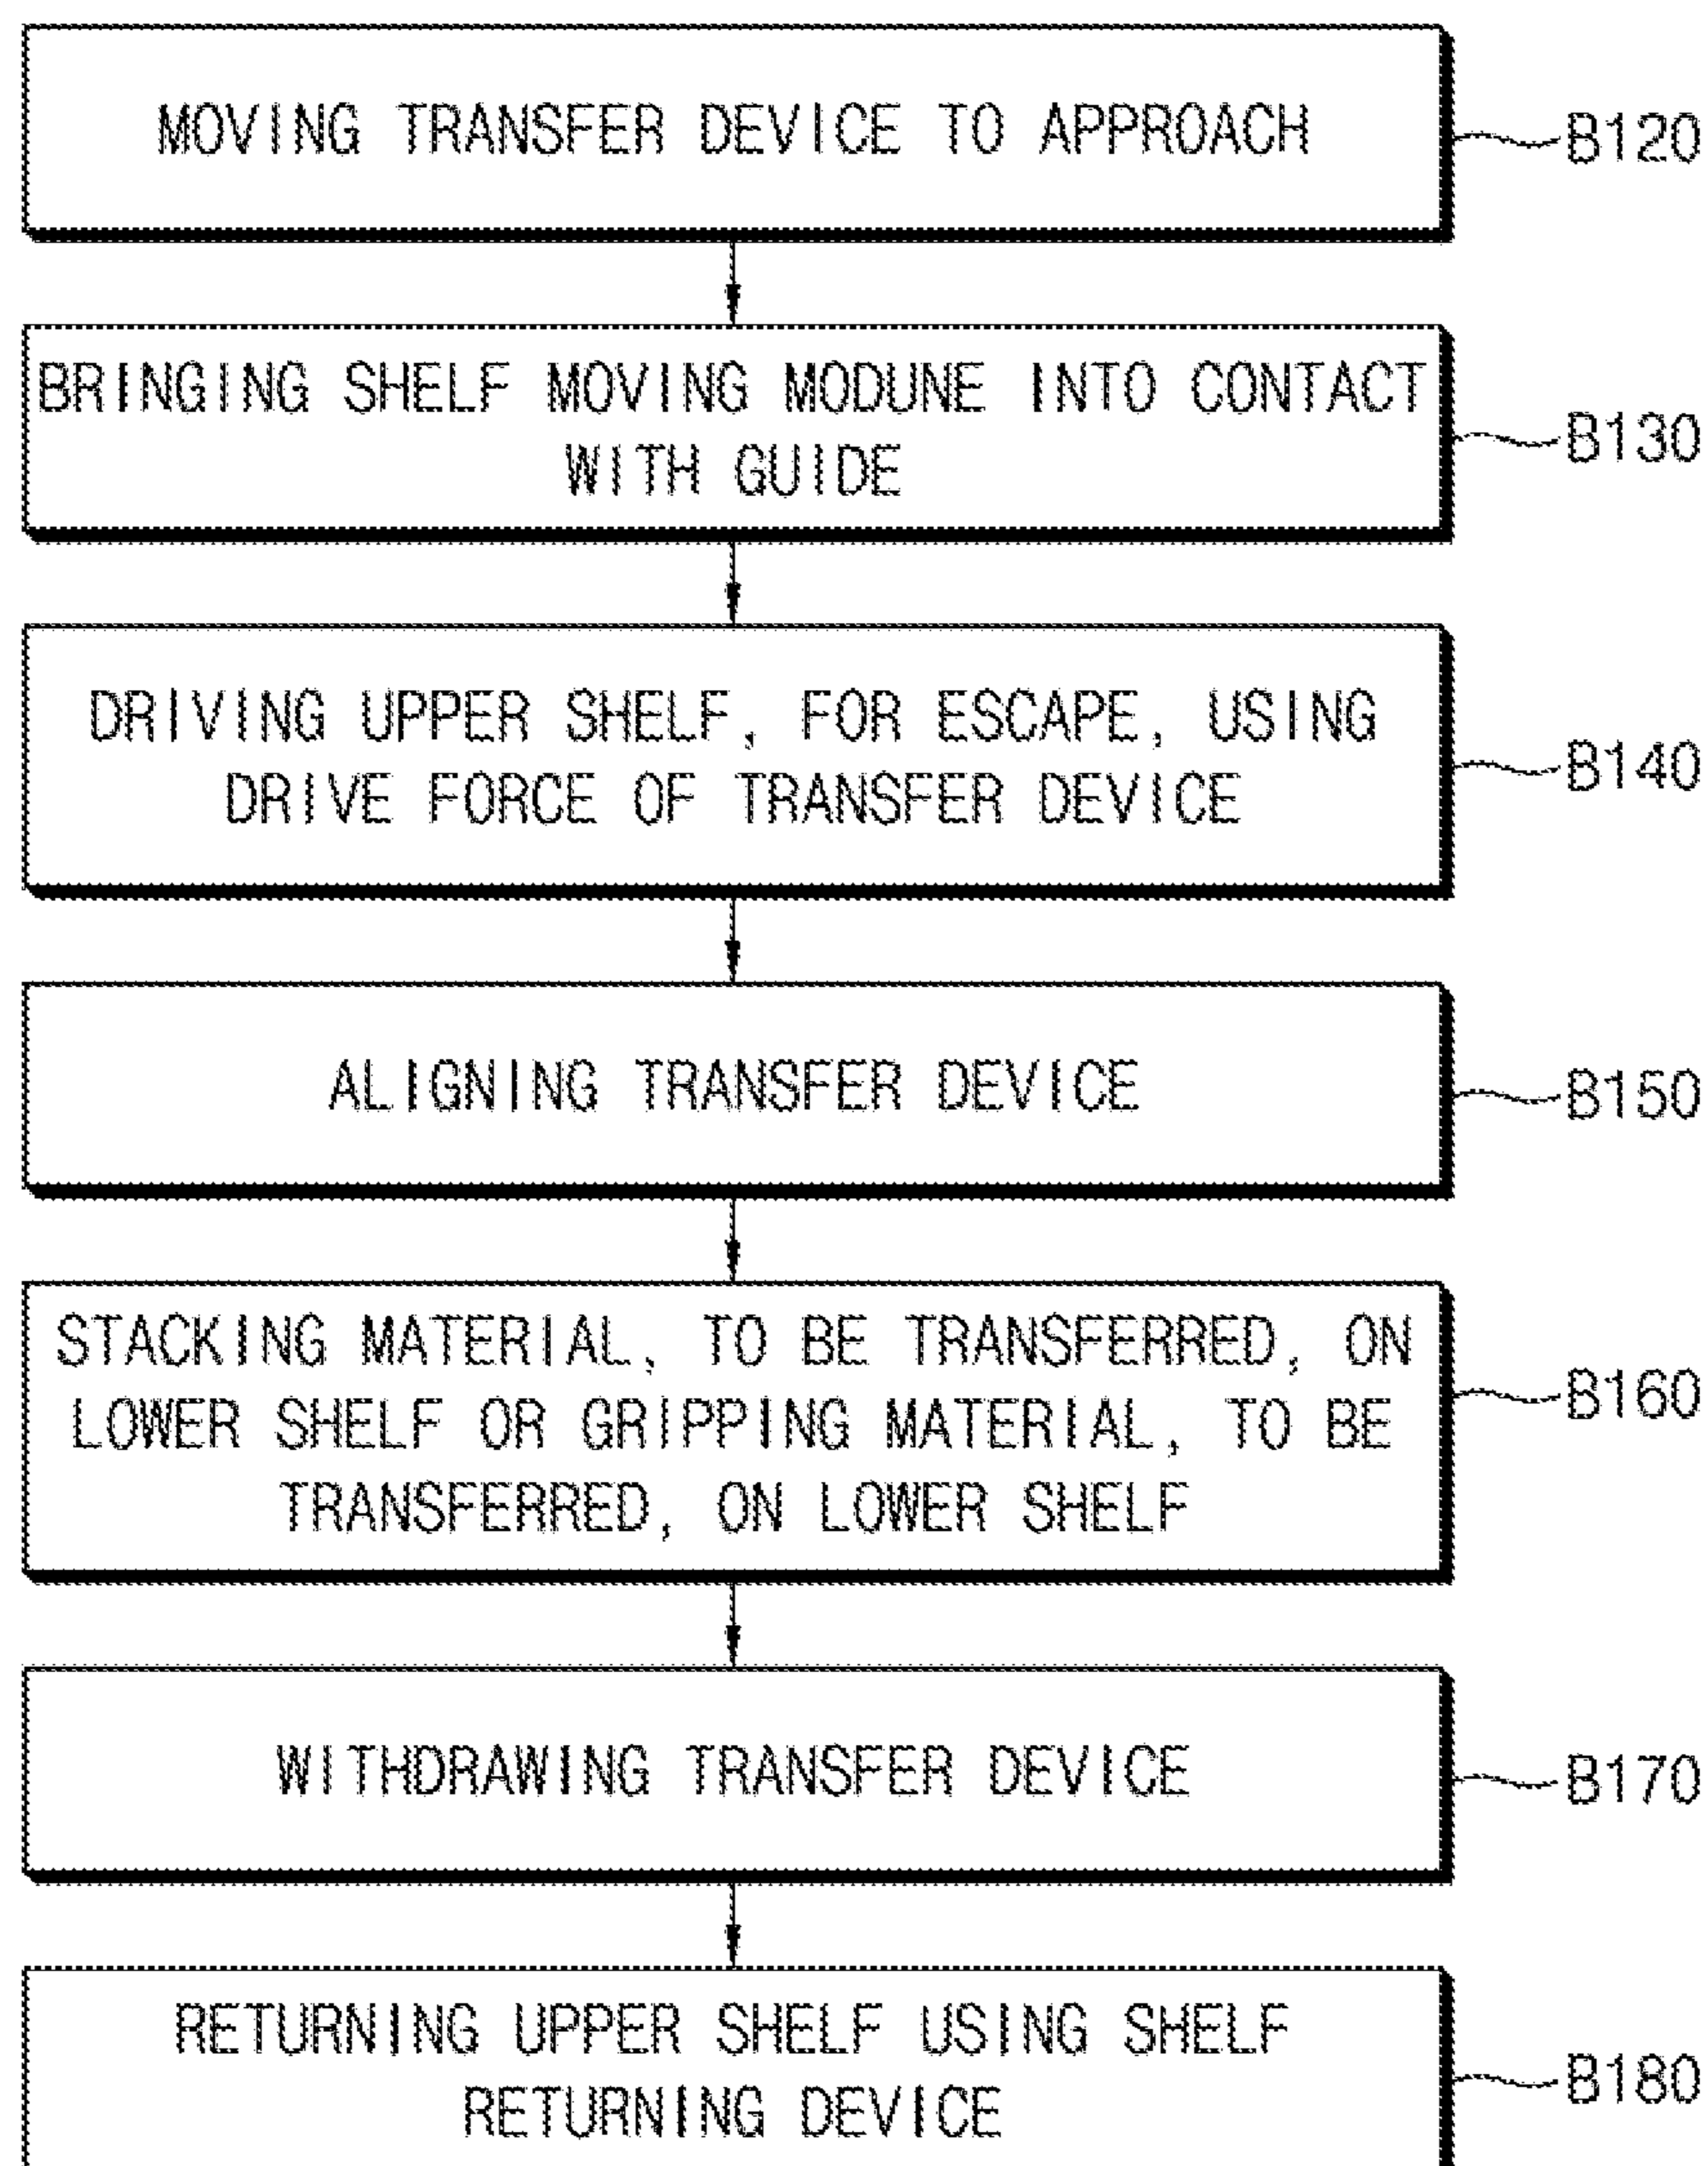 MOVING TRANSFER DEVICE TO APPROACH
B120
BRINGING SHELF MOVING MODUNE INTO CONTACT
WITH GUIDE
B130
DRIVING UPPER SHELF, FOR ESCAPE, USING
DRIVE FORCE OF TRANSFER DEVICE
B140
ALIGNING TRANSFER DEVICE
B150
STACKING MATERIAL, TO BE TRANSFERRED, ON
LOWER SHELF OR GRIPPING MATERIAL, TO BE
TRANSFERRED, ON LOWER SHELF
B160
WITHDRAWING TRANSFER DEVICE
B170
RETURNING UPPER SHELF USING SHELF
RETURNING DEVICE
B180